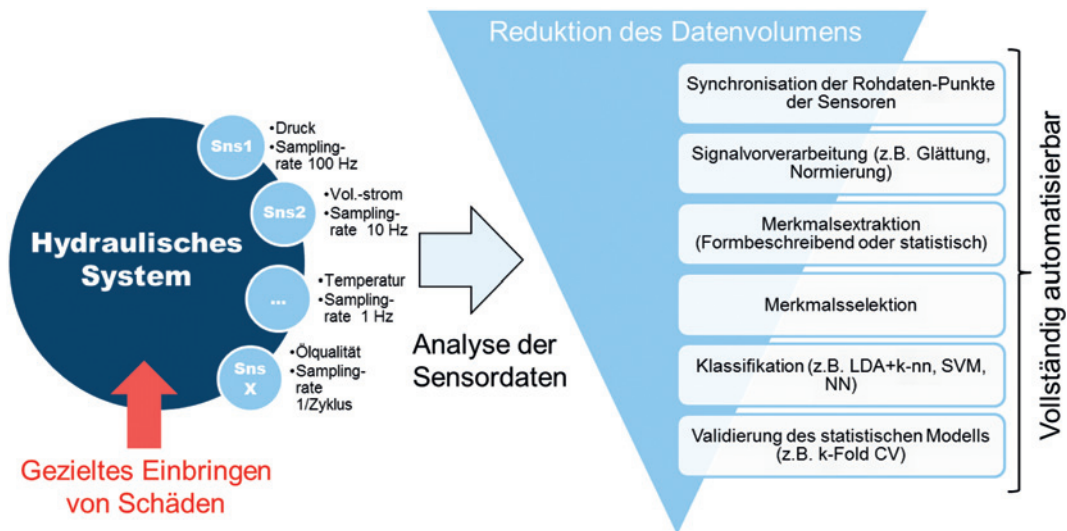 Reduktion des Datenvolumens
Hydraulisches
System
Sns1
•Druck
•Sampling-
rate 100 Hz
Sns2
•Vol.-strom
•Sampling-
rate 10 Hz
...
•Temperatur
•Sampling-
rate 1 Hz
Sns
X
•Ölqualität
•Sampling-
rate
1/Zyklus
Gezieltes Einbringen
von Schäden
Analyse der
Sensordaten
Synchronisation der Rohdaten-Punkte
der Sensoren
Signalvorverarbeitung (z.B. Glättung,
Normierung)
Merkmalsextraktion
(Formbeschreibend oder statistisch)
Merkmalsselektion
Klassifikation (z.B. LDA+k-nn, SVM,
NN)
Validierung des statistischen Modells
(z.B. k-Fold CV)
Vollständig automatisierbar